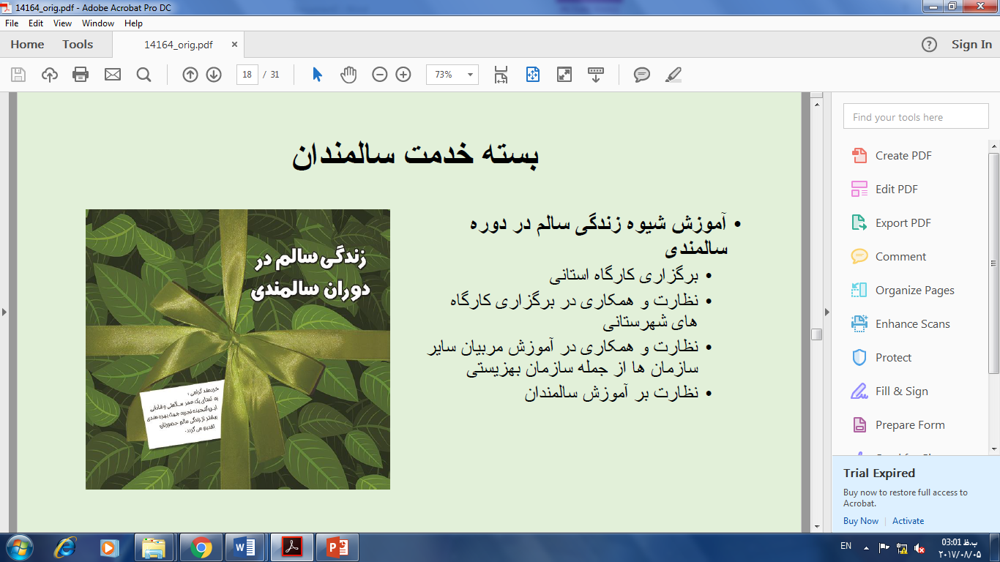 14164_orig.pdf - Adobe Acrobat Pro DC
File Edit View Window Help
Home Tools 14164_orig.pdf × Sign In
18 / 31 73%
بسته خدمت سالمندان
• آموزش شیوه زندگی سالم در دوره
سالمندی
• برگزاری کارگاه استانی
• نظارت و همکاری در برگزاری کارگاه
های شهرستانی
• نظارت و همکاری در آموزش مربیان سایر
سازمان ها از جمله سازمان بهزیستی
• نظارت بر آموزش سالمندان
زندگی سالم در
دوران سالمندی
خردمند گرامی ؛
به تمنای یک عمر سلامتی و شادابی
این گنجینه تجربه جهت بهره مندی
بیشتر از زندگی سالم حضورتان
تقدیم می گردد.
Find your tools here
Create PDF
Edit PDF
Export PDF
Comment
Organize Pages
Enhance Scans
Protect
Fill & Sign
Prepare Form
Trial Expired
Buy now to restore full access to
Acrobat.
Buy Now | Activate
EN
03:01 ب.ظ
۲۰۱۷/۰۸/۰۵